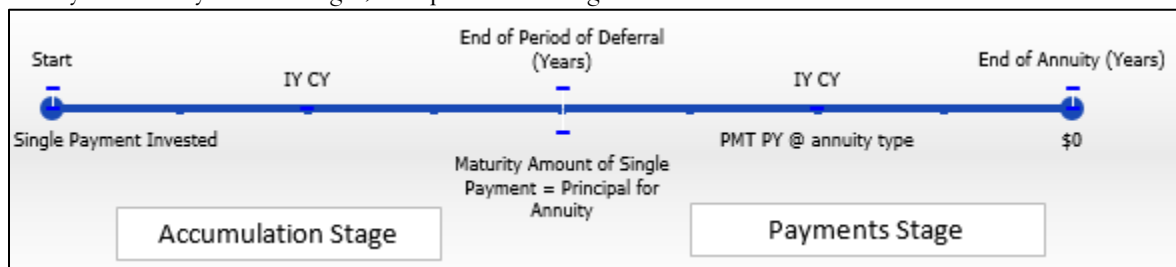 End of Period of Deferral
(Years)
Start
End of Annuity (Years)
IY CY
IY CY
Single Payment Invested
PMT PY @ annuity type
$0
Maturity Amount of Single
Payment = Principal for
Annuity
Accumulation Stage
Payments Stage